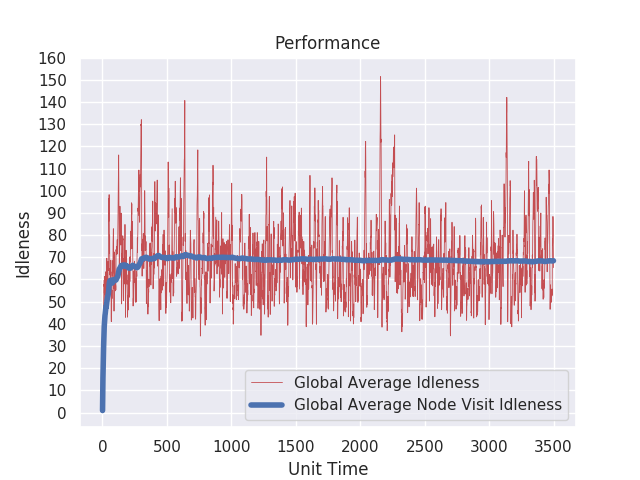 Performance
Idleness
160
150
140
130
120
110
100
90
80
70
60
50
40
30
20
10
0
Global Average Idleness
Global Average Node Visit Idleness
0 500 1000 1500 2000 2500 3000 3500
Unit Time